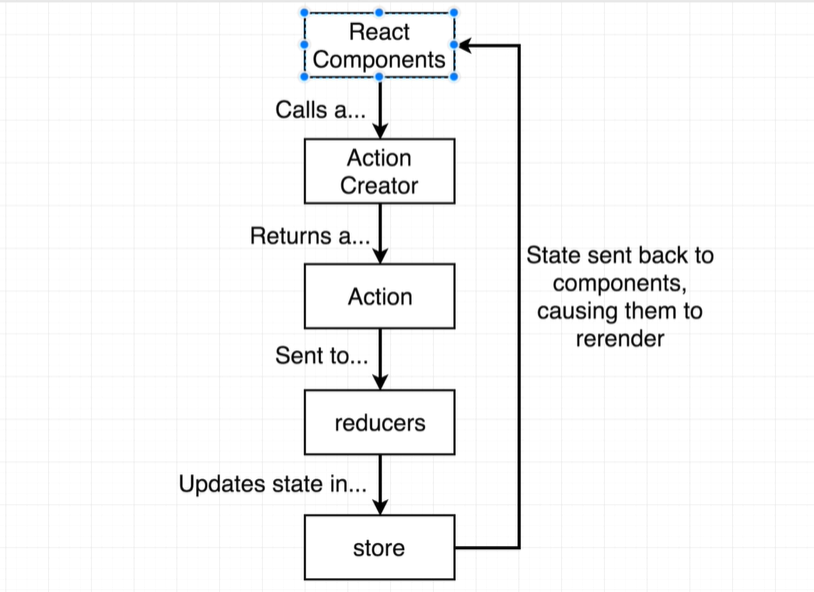 React
Components
Calls a...
Action
Creator
Returns a...
Action
Sent to...
reducers
Updates state in...
store
State sent back to
components,
causing them to
rerender